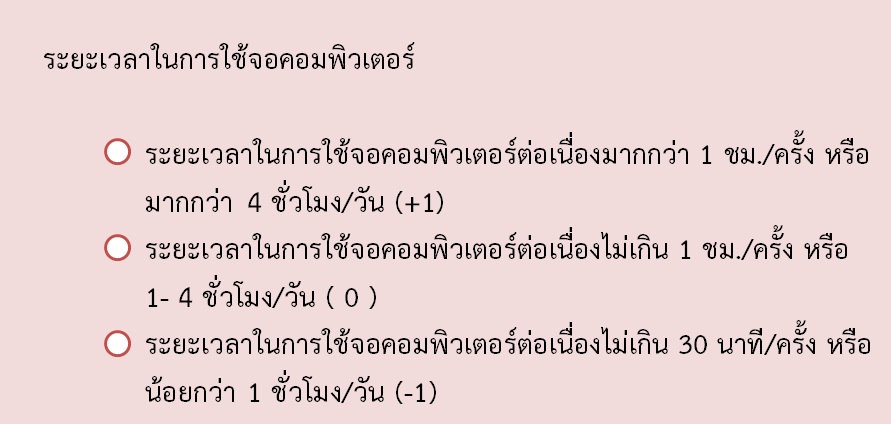 ระยะเวลาในการใช้จอคอมพิวเตอร์
ระยะเวลาในการใช้จอคอมพิวเตอร์ต่อเนื่องมากกว่า 1 ชม./ครั้ง หรือ
มากกว่า 4 ชั่วโมง/วัน (+1)
ระยะเวลาในการใช้จอคอมพิวเตอร์ต่อเนื่องไม่เกิน 1 ชม./ครั้ง หรือ
1- 4 ชั่วโมง/วัน ( 0 )
ระยะเวลาในการใช้จอคอมพิวเตอร์ต่อเนื่องไม่เกิน 30 นาที/ครั้ง หรือ
น้อยกว่า 1 ชั่วโมง/วัน (-1)